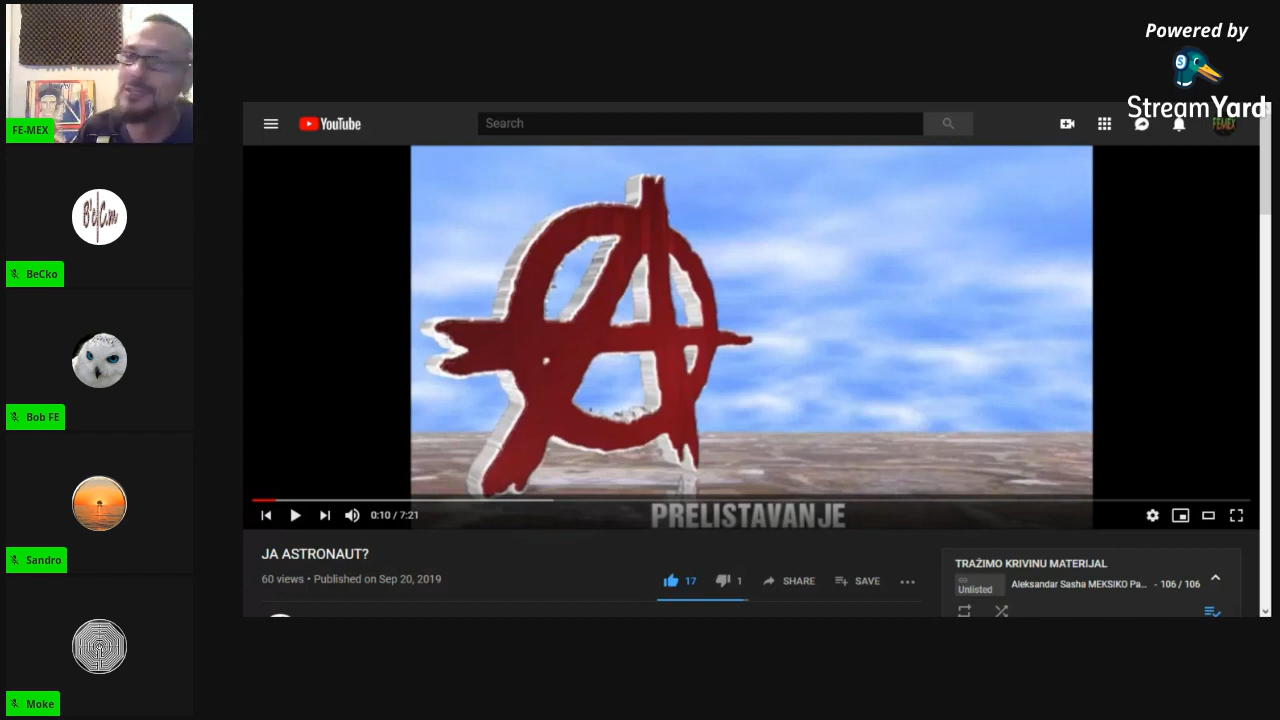 Powered by
StreamYard
FE-MEX
BeCko
Bob FE
Sandro
Moke
YouTube
Search
FEMEX
PRELISTAVANJE
0:10 / 7:21
JA ASTRONAUT?
60 views • Published on Sep 20, 2019
17
1
SHARE
SAVE
TRAŽIMO KRIVINU MATERIJAL
Unlisted
Aleksandar Sasha MEKSIKO Pa... - 106 / 106